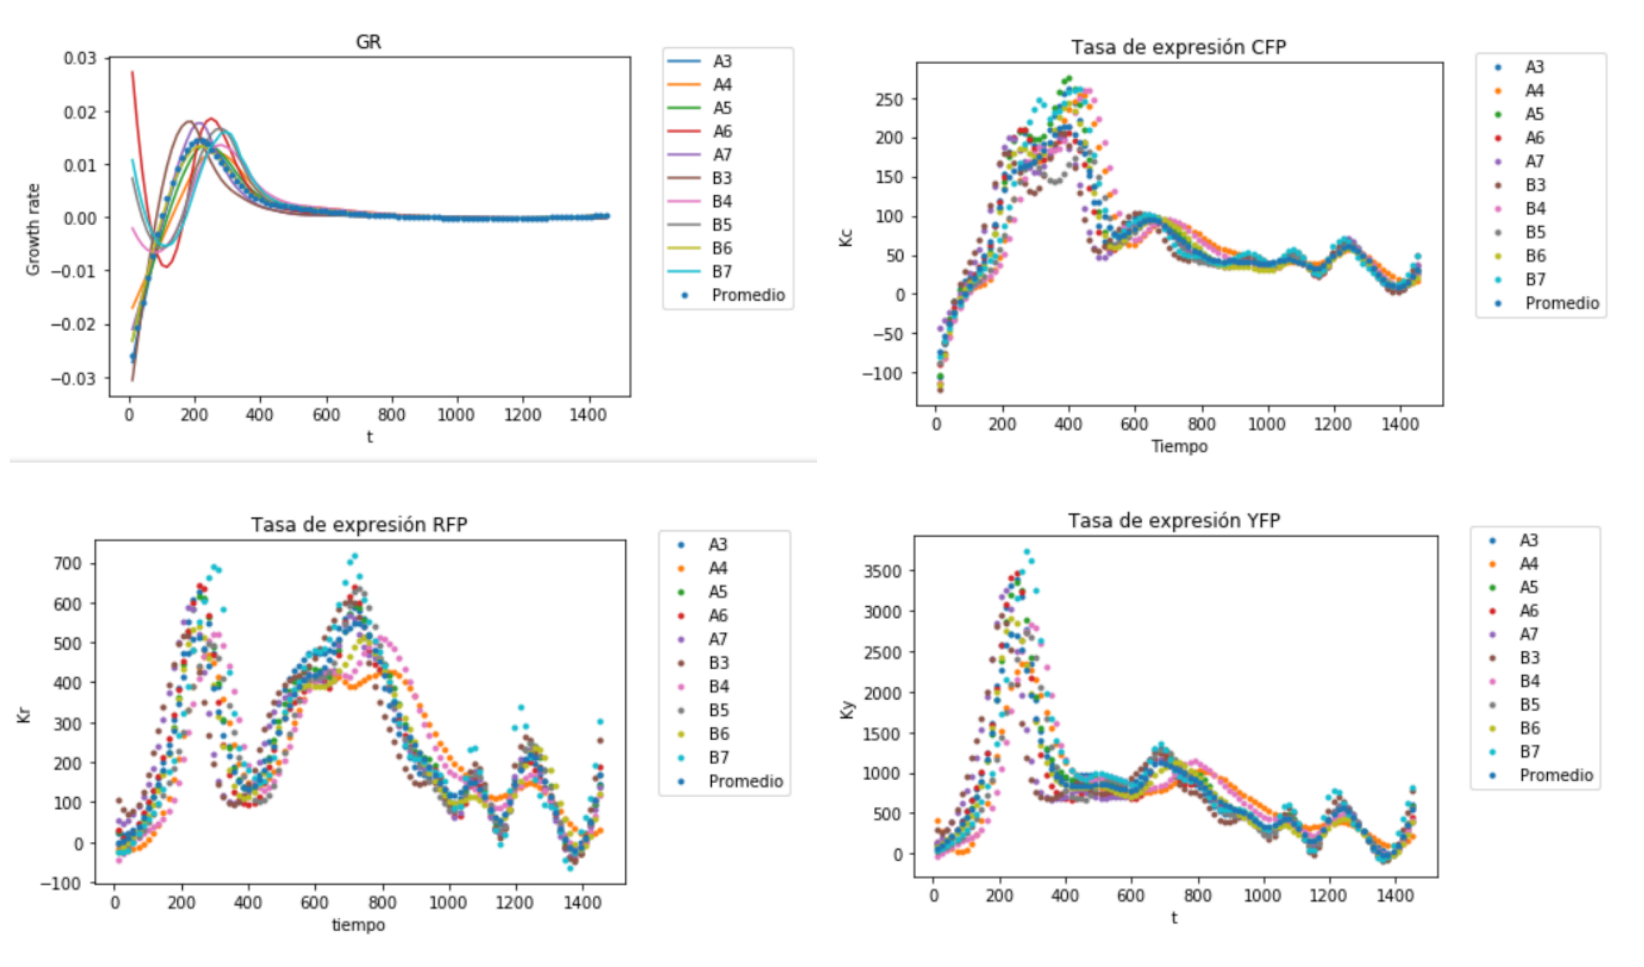 GR
0.03
0.02
0.01
0.00
−0.01
−0.02
−0.03
Growth rate
0 200 400 600 800 1000 1200 1400
t
A3
A4
A5
A6
A7
B3
B4
B5
B6
B7
Promedio
Tasa de expresión CFP
250
200
150
100
50
0
−50
−100
Kc
0 200 400 600 800 1000 1200 1400
Tiempo
A3
A4
A5
A6
A7
B3
B4
B5
B6
B7
Promedio
Tasa de expresión RFP
700
600
500
400
300
200
100
0
−100
Kr
0 200 400 600 800 1000 1200 1400
tiempo
A3
A4
A5
A6
A7
B3
B4
B5
B6
B7
Promedio
Tasa de expresión YFP
3500
3000
2500
2000
1500
1000
500
0
Ky
0 200 400 600 800 1000 1200 1400
t
A3
A4
A5
A6
A7
B3
B4
B5
B6
B7
Promedio